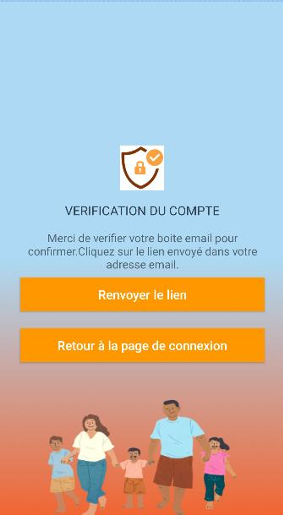 VERIFICATION DU COMPTE
Merci de verifier votre boite email pour
confirmer.Cliquez sur le lien envoyé dans votre
adresse email.
Renvoyer le lien
Retour à la page de connexion